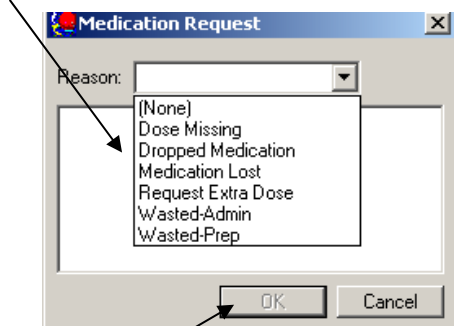 Medication Request
Reason:
(None)
Dose Missing
Dropped Medication
Medication Lost
Request Extra Dose
Wasted-Admin
Wasted-Prep
OK Cancel